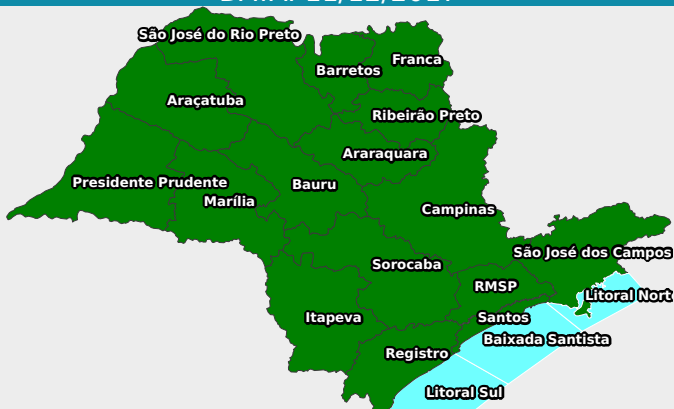 São José do Rio Preto
Franca
Barretos
Araçatuba
Ribeirão Preto
Araraquara
Presidente Prudente
Bauru
Marília
Campinas
São José dos Campos
Sorocaba
RMSP
Litoral Nort
Itapeva
Santos
Baixada Santista
Registro
Litoral Sul